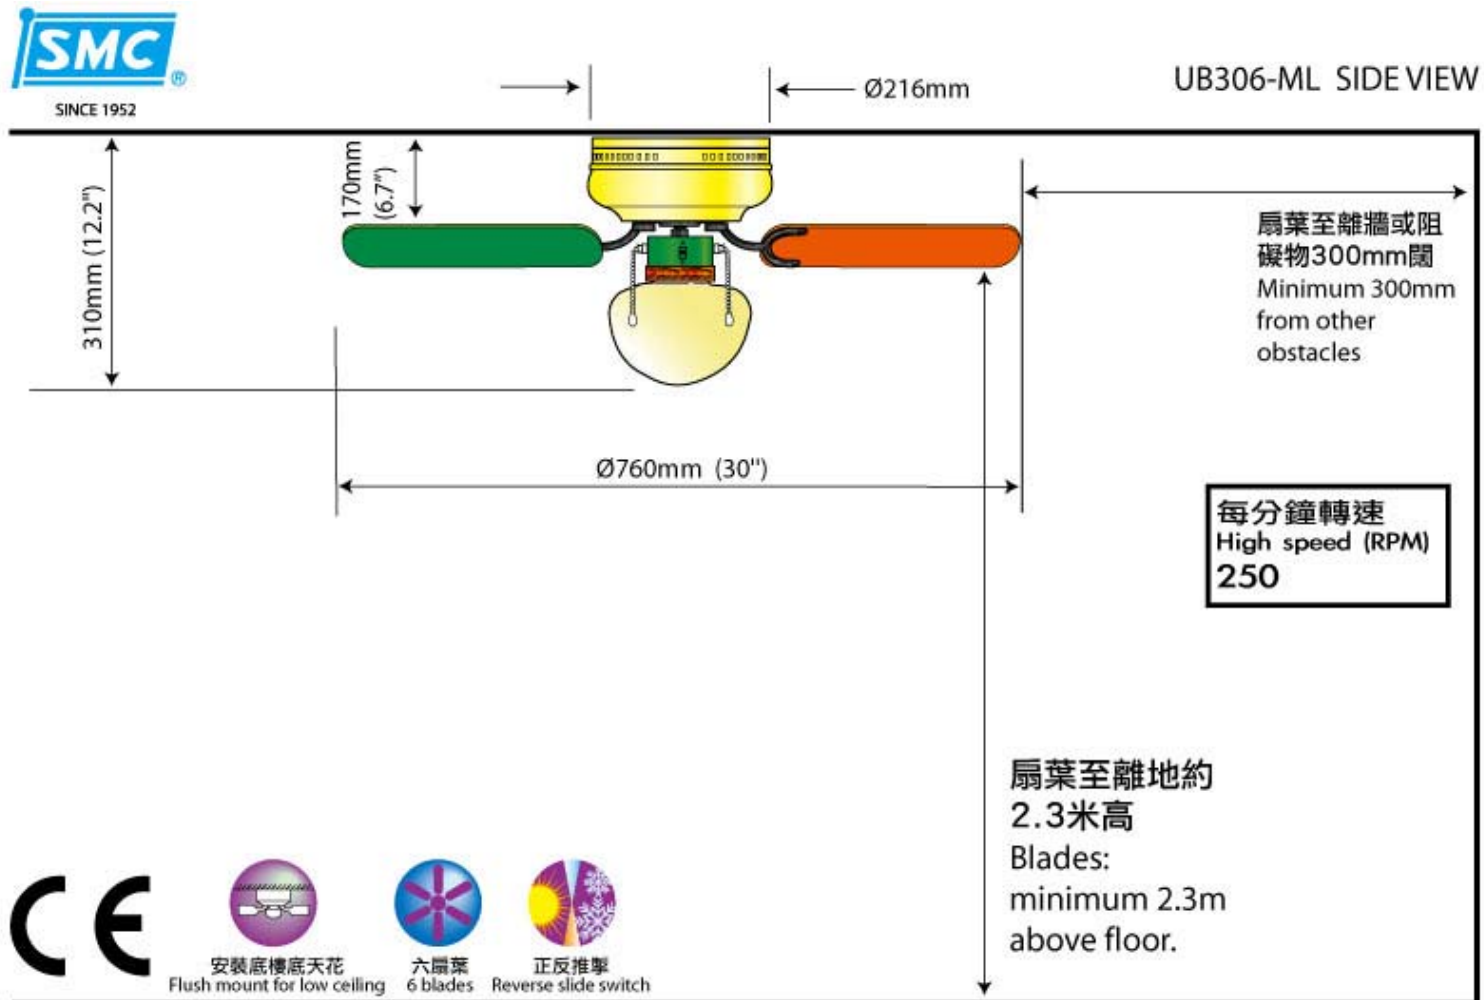 SMC
®
SINCE 1952
Ø216mm
UB306-ML SIDE VIEW
310mm (12.2")
170mm
(6.7")
扇葉至離牆或阻
礙物300mm闊
Minimum 300mm
from other
obstacles
Ø760mm (30")
每分鐘轉速
High speed (RPM)
250
扇葉至離地約
2.3米高
Blades:
minimum 2.3m
above floor.
CE
安裝底樓底天花
Flush mount for low ceiling
六扇葉
6 blades
正反推掣
Reverse slide switch